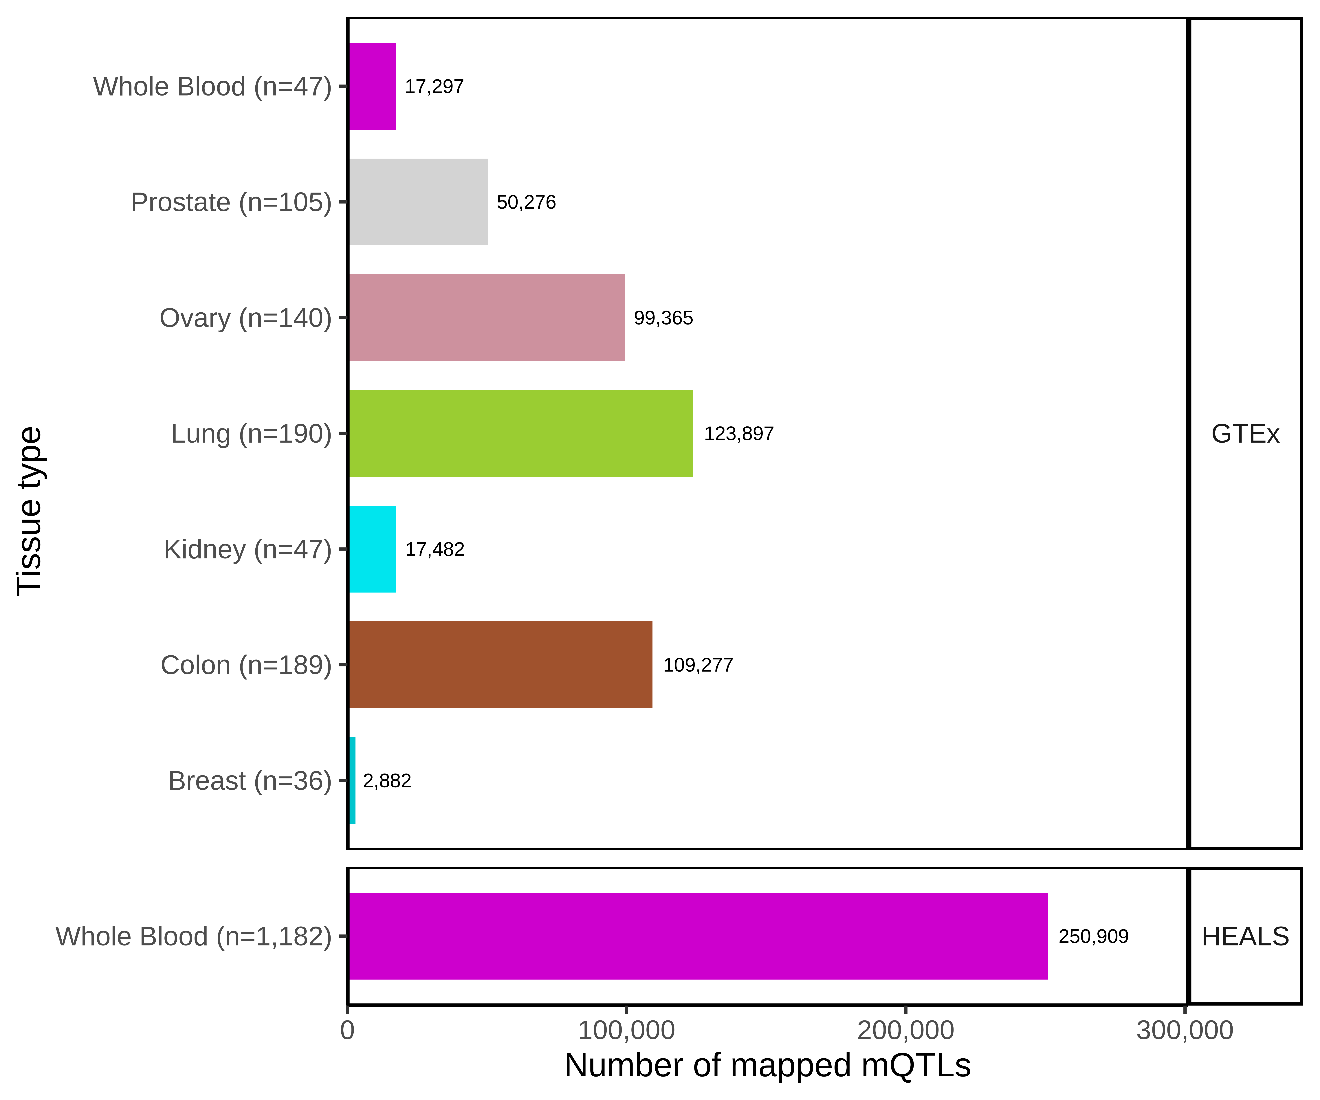 Tissue type
Whole Blood (n=47)
17,297
Prostate (n=105)
50,276
Ovary (n=140)
99,365
Lung (n=190)
123,897
Kidney (n=47)
17,482
Colon (n=189)
109,277
Breast (n=36)
2,882
GTEx
Whole Blood (n=1,182)
250,909
HEALS
0 100,000 200,000 300,000
Number of mapped mQTLs